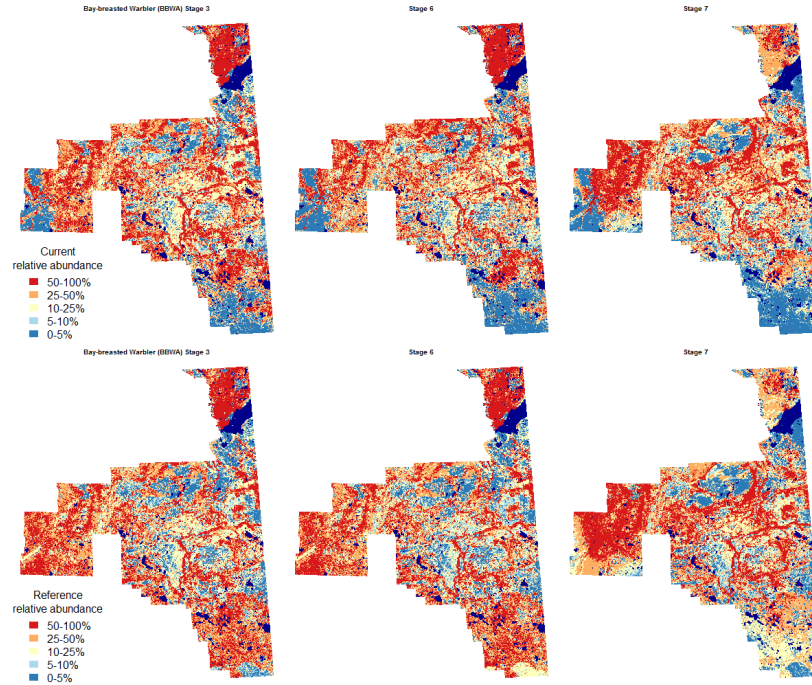 Bay-breasted Warbler (BBWA) Stage 3
Stage 6
Stage 7
Current
relative abundance
50-100%
25-50%
10-25%
5-10%
0-5%
Bay-breasted Warbler (BBWA) Stage 3
Stage 6
Stage 7
Reference
relative abundance
50-100%
25-50%
10-25%
5-10%
0-5%